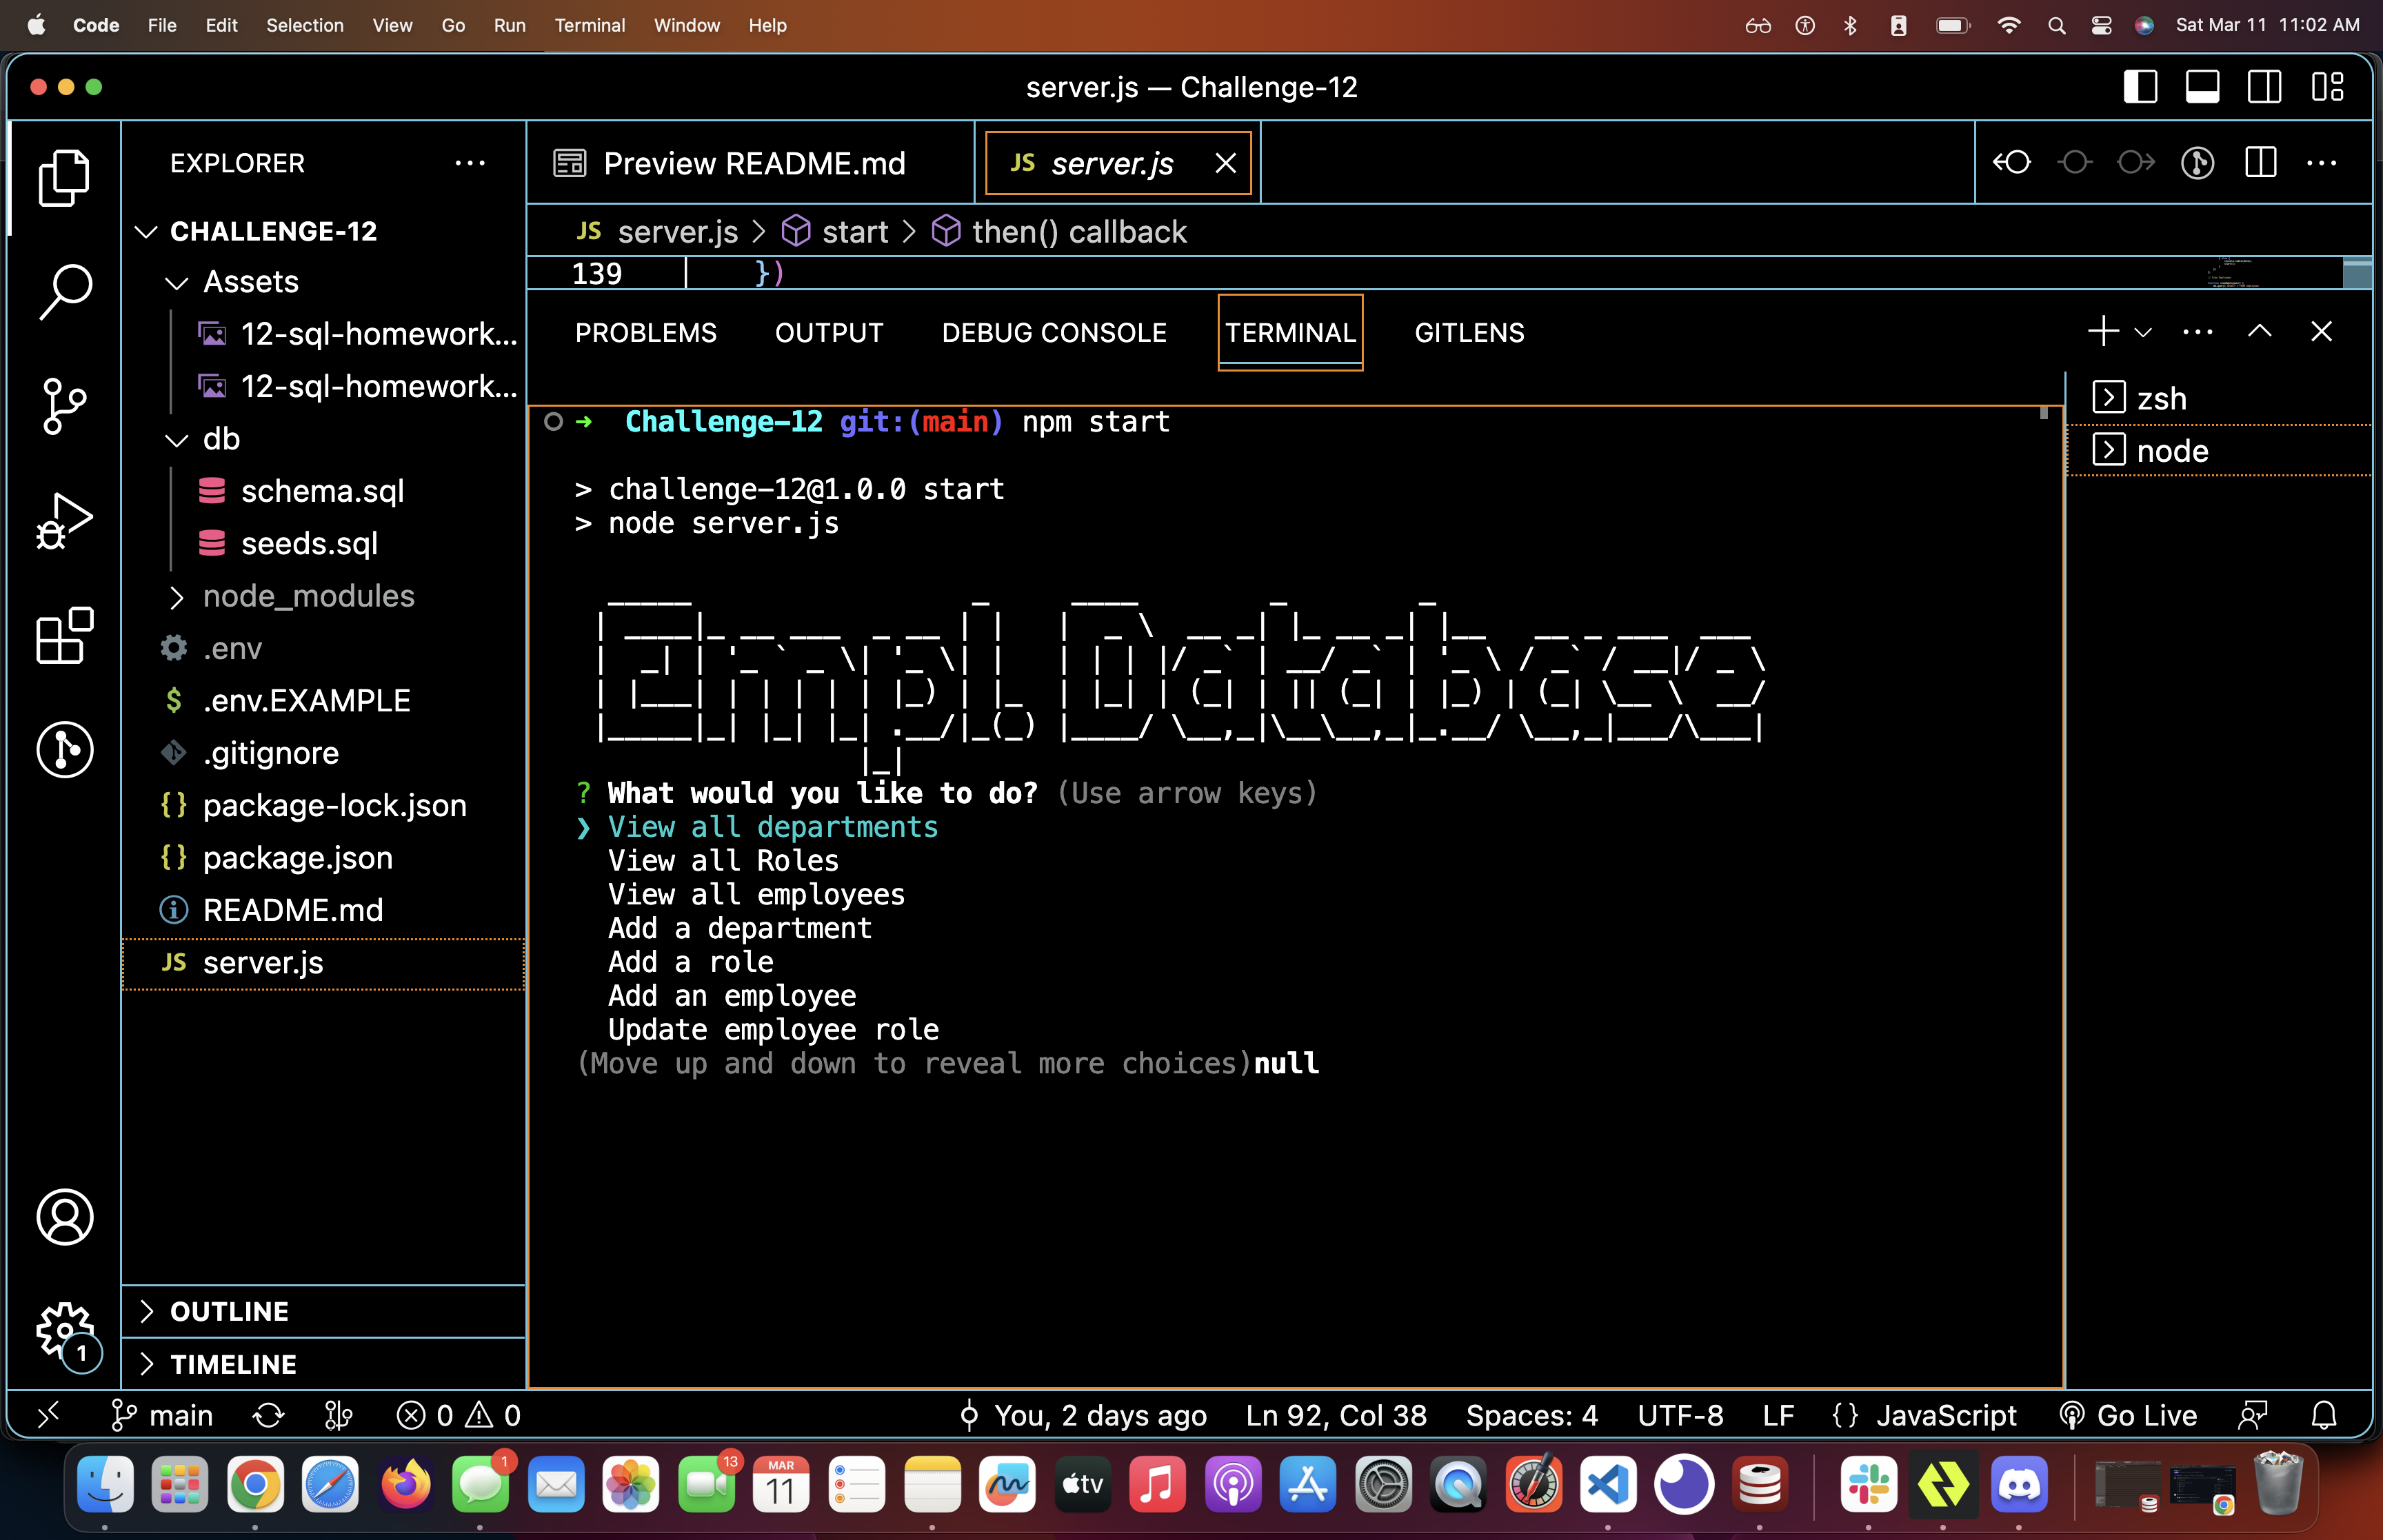 Code File Edit Selection View Go Run Terminal Window Help Sat Mar 11 11:02 AM
server.js — Challenge-12
EXPLORER
CHALLENGE-12
Assets
12-sql-homework...
12-sql-homework...
db
schema.sql
seeds.sql
node_modules
.env
$ .env.EXAMPLE
.gitignore
{} package-lock.json
{} package.json
README.md
JS server.js
OUTLINE
TIMELINE
Preview README.md
JS server.js
JS server.js > start > then() callback
139 })
PROBLEMS OUTPUT DEBUG CONSOLE TERMINAL GITLENS
zsh
node
→ Challenge-12 git:(main) npm start
> challenge-12@1.0.0 start
> node server.js
Empl. Database
? What would you like to do? (Use arrow keys)
❯ View all departments
View all Roles
View all employees
Add a department
Add a role
Add an employee
Update employee role
(Move up and down to reveal more choices)null
1
main 0 0 You, 2 days ago Ln 92, Col 38 Spaces: 4 UTF-8 LF {} JavaScript Go Live
1
13
MAR
11
tv